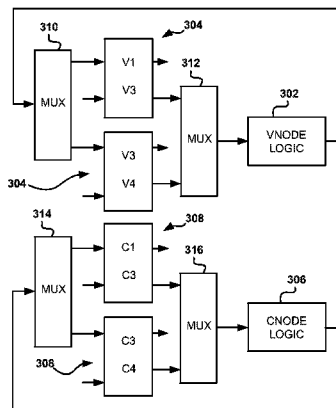 304
310
V1
V3
312
MUX
302
MUX
VNODE
LOGIC
V3
V4
304
314
308
C1
C3
316
MUX
306
MUX
CNODE
LOGIC
C3
C4
308